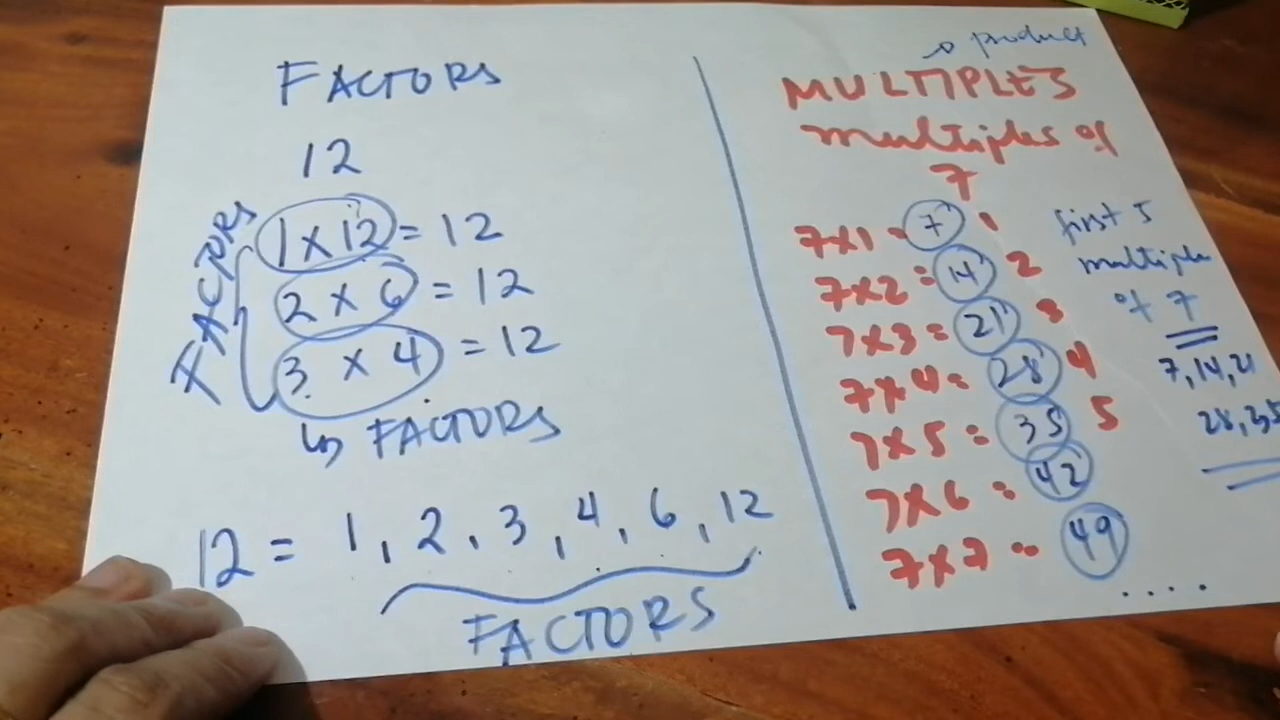 FACTORS
12
FACTORS
1 x 12 = 12
2 x 6 = 12
3 x 4 = 12
FACTORS
12 = 1, 2, 3, 4, 6, 12
FACTORS
product
MULTIPLES
multiples of
7
7x1 = 7 1
7x2 = 14 2
7x3 = 21 3
7x4 = 28 4
7x5 = 35 5
7x6 = 42
7x7 = 49
.....
first 5
multiple
of 7
7, 14, 21
28, 35